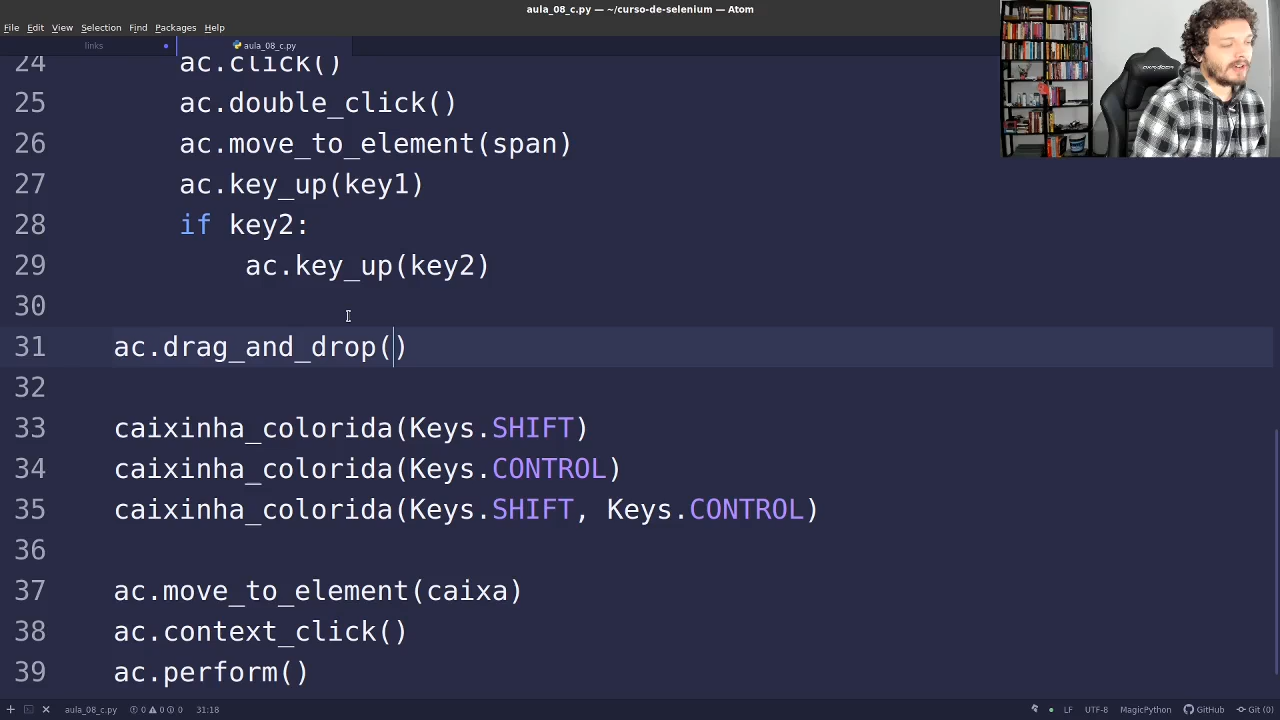 aula_08_c.py — ~/curso-de-selenium — Atom
File Edit View Selection Find Packages Help
links
aula_08_c.py
24 ac.click()
25 ac.double_click()
26 ac.move_to_element(span)
27 ac.key_up(key1)
28 if key2:
29 ac.key_up(key2)
30
31 ac.drag_and_drop()
32
33 caixinha_colorida(Keys.SHIFT)
34 caixinha_colorida(Keys.CONTROL)
35 caixinha_colorida(Keys.SHIFT, Keys.CONTROL)
36
37 ac.move_to_element(caixa)
38 ac.context_click()
39 ac.perform()
aula_08_c.py 0 0 0 31:18 LF UTF-8 MagicPython GitHub Git (0)